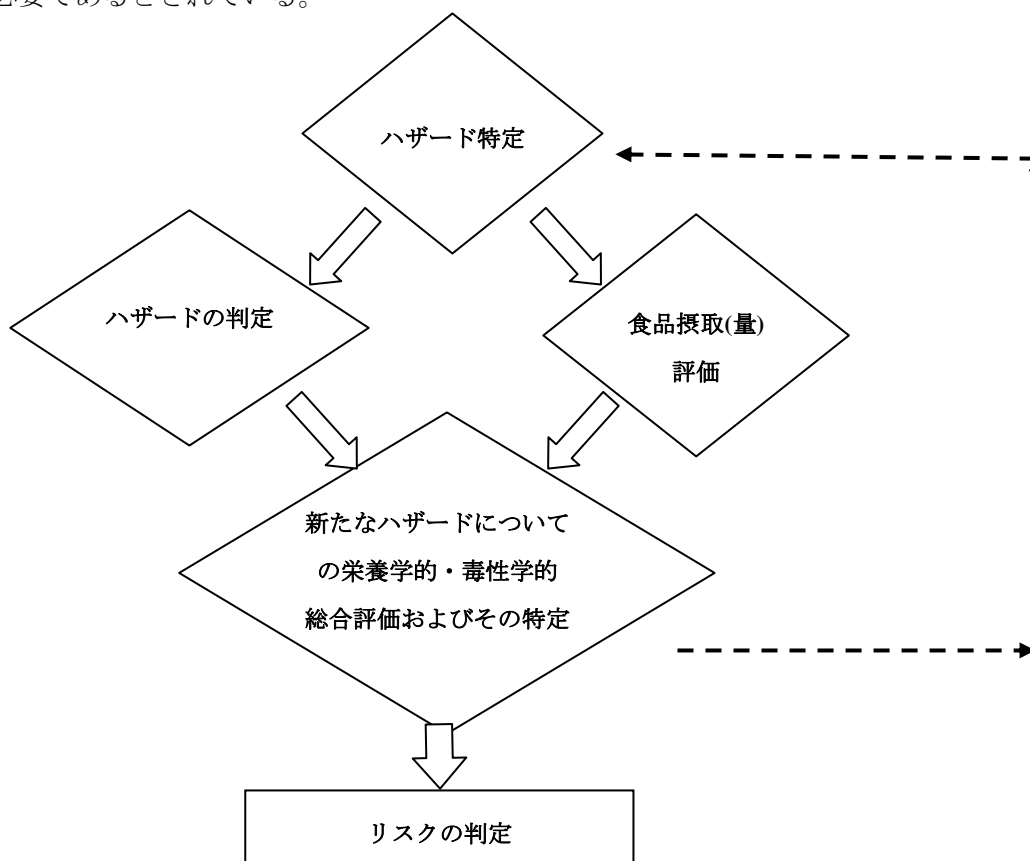 必要であるとされている。
ハザード特定
ハザードの判定
食品摂取(量)
評価
新たなハザードについて
の栄養学的・毒性学的
総合評価およびその特定
リスクの判定